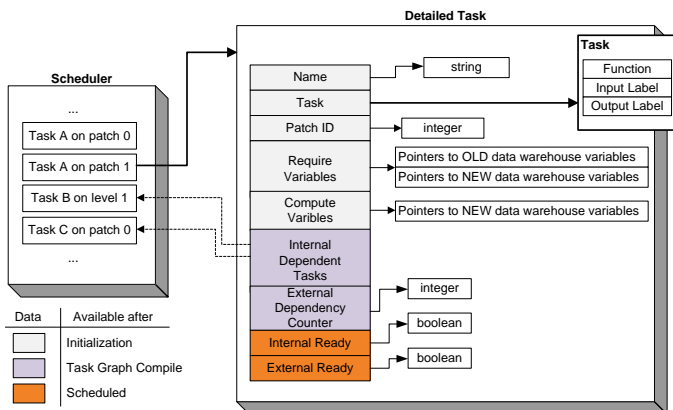 Detailed Task
Scheduler
...
Task A on patch 0
Task A on patch 1
Task B on level 1
Task C on patch 0
...
Name
string
Task
Task
Function
Input Label
Output Label
Patch ID
integer
Require
Variables
Pointers to OLD data warehouse variables
Pointers to NEW data warehouse variables
Compute
Varibles
Pointers to NEW data warehouse variables
Internal
Dependent
Tasks
External
Dependency
Counter
integer
Internal Ready
boolean
External Ready
boolean
Data
Available after
Initialization
Task Graph Compile
Scheduled